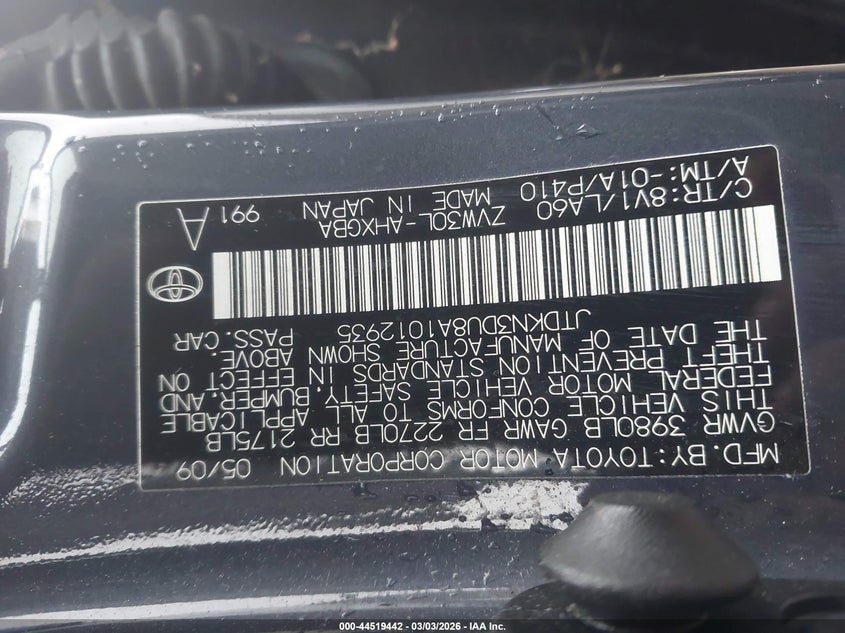 MFD. BY: TOYOTA MOTOR CORPORATION 05/09
GVWR 3980LB GAWR FR 2270LB RR 2175LB
THIS VEHICLE CONFORMS TO ALL APPLICABLE
FEDERAL MOTOR VEHICLE SAFETY, BUMPER, AND
THEFT PREVENTION STANDARDS IN EFFECT ON
THE DATE OF MANUFACTURE SHOWN ABOVE.
JTDKN3DU8A1012935 PASS. CAR
C/TR: 8V1/LA60 ZVW30L-AHXGBA 991 A
A/TM: -01A/P410 MADE IN JAPAN
000-44519442 - 03/03/2026 - IAA Inc.